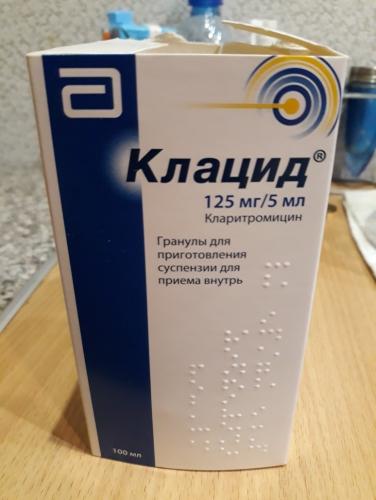 Клацид®
125 мг/5 мл
Кларитромицин
Гранулы для
приготовления
суспензии для
приема внутрь
100 мл